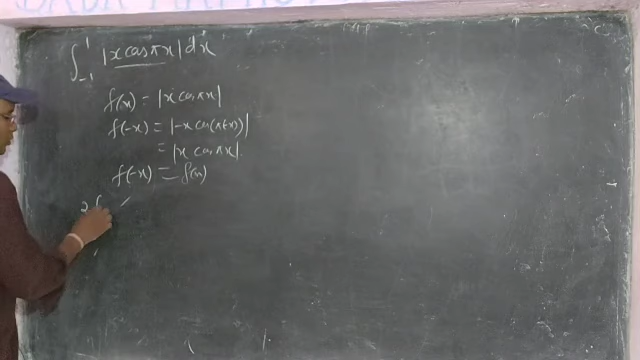 ∫₋₁¹ |x cos πx| dx
f(x) = |x cos πx|
f(-x) = |-x cos(π(-x))|
= |x cos πx|.
f(-x) = f(x)
2 ∫